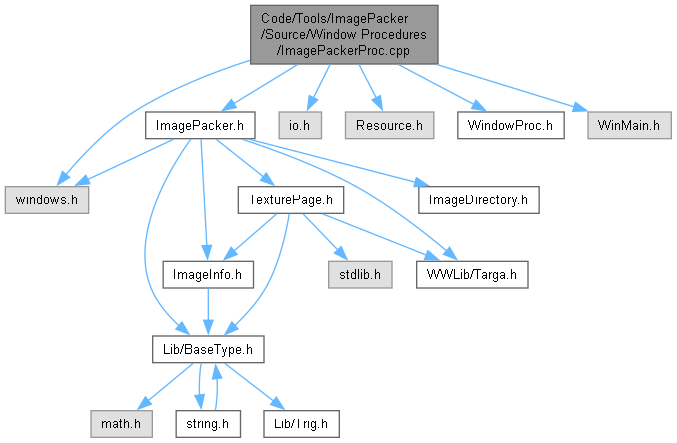 Code/Tools/ImagePacker
/Source/Window Procedures
/ImagePackerProc.cpp
ImagePacker.h
io.h
Resource.h
WindowProc.h
WinMain.h
windows.h
TexturePage.h
ImageDirectory.h
ImageInfo.h
stdlib.h
WWLib/Targa.h
Lib/BaseType.h
math.h
string.h
Lib/Trig.h